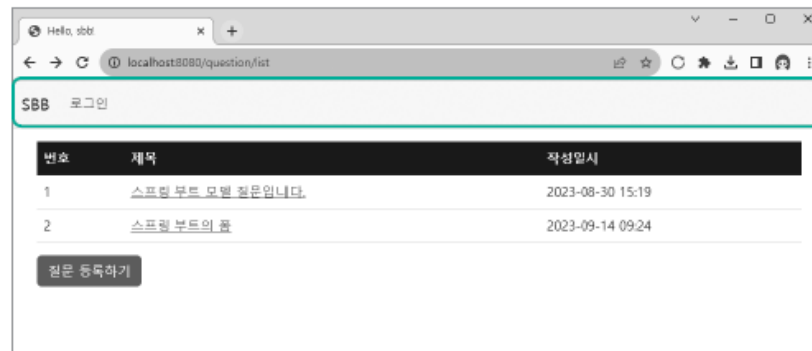 Hello, sbb!
localhost:8080/question/list
SBB 로그인
번호 제목 작성일시
1 스프링 부트 모델 질문입니다. 2023-08-30 15:19
2 스프링 부트의 폼 2023-09-14 09:24
질문 등록하기